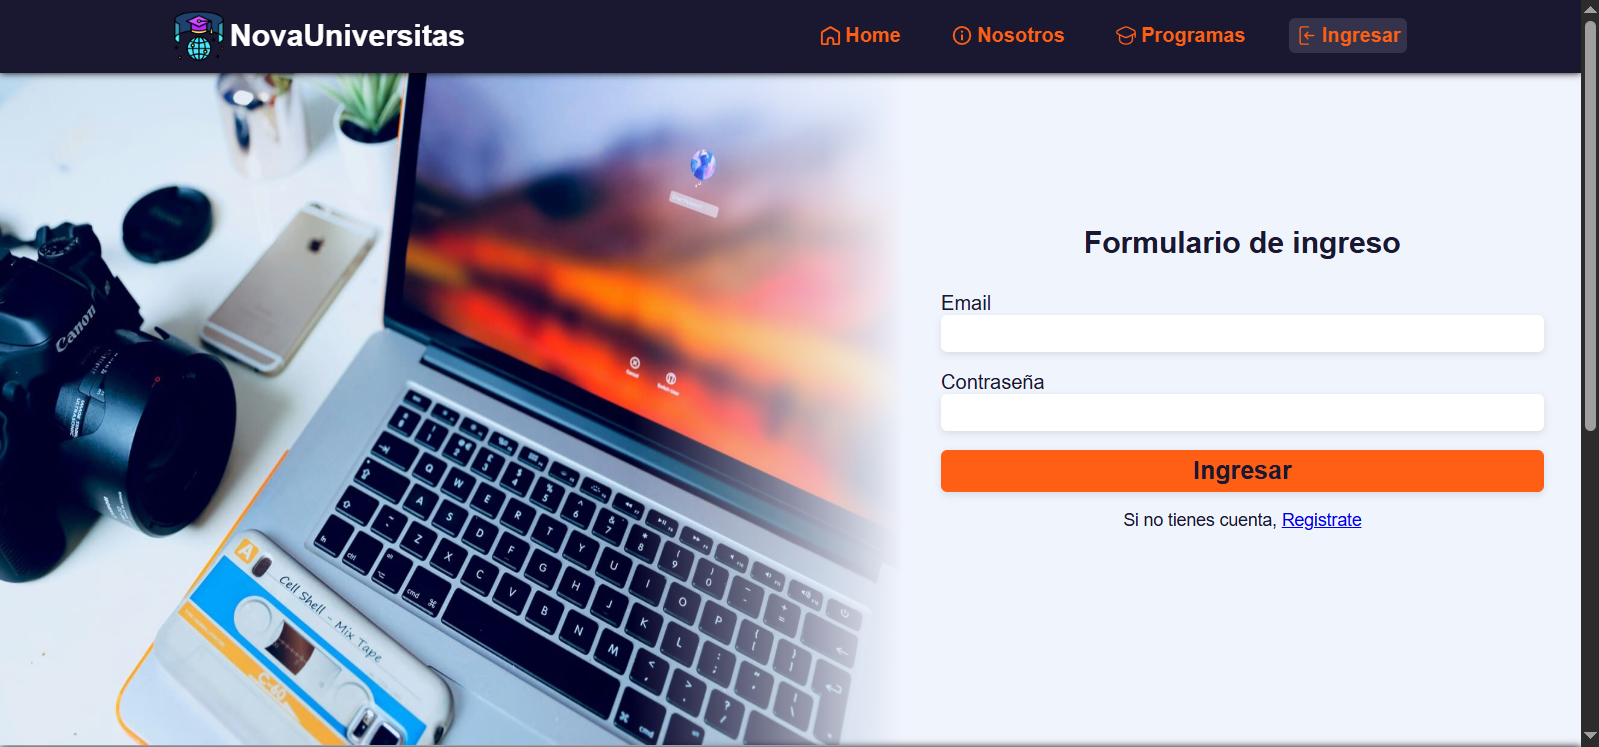 NovaUniversitas
Home
Nosotros
Programas
Ingresar
Formulario de ingreso
Email
Contraseña
Ingresar
Si no tienes cuenta, Registrate
Canon
Cell Shell - Mix Tape
A
C-60